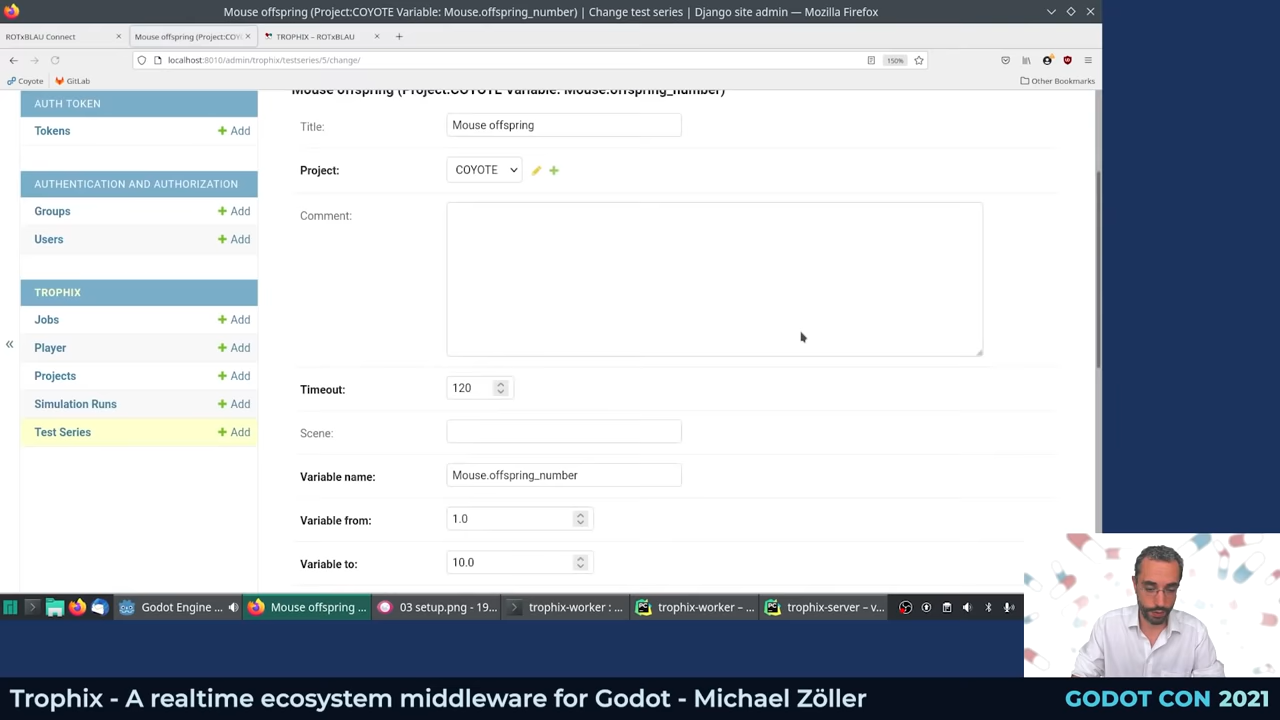 Mouse offspring (Project:COYOTE Variable: Mouse.offspring_number) | Change test series | Django site admin — Mozilla Firefox
ROTxBLAU Connect
Mouse offspring (Project:COY
TROPHIX – ROTxBLAU
localhost:8010/admin/trophix/testseries/5/change/
150%
Coyote
GitLab
Other Bookmarks
Mouse offspring (Project:COYOTE Variable: Mouse.offspring_number)
AUTH TOKEN
Tokens
Add
AUTHENTICATION AND AUTHORIZATION
Groups
Add
Users
Add
TROPHIX
Jobs
Add
Player
Add
Projects
Add
Simulation Runs
Add
Test Series
Add
«
Title:
Mouse offspring
Project:
COYOTE
Comment:
Timeout:
120
Scene:
Variable name:
Mouse.offspring_number
Variable from:
1.0
Variable to:
10.0
Godot Engine ...
Mouse offspring ...
03 setup.png - 19...
trophix-worker : ...
trophix-worker – ...
trophix-server – v...
Trophix - A realtime ecosystem middleware for Godot - Michael Zöller
GODOT CON 2021